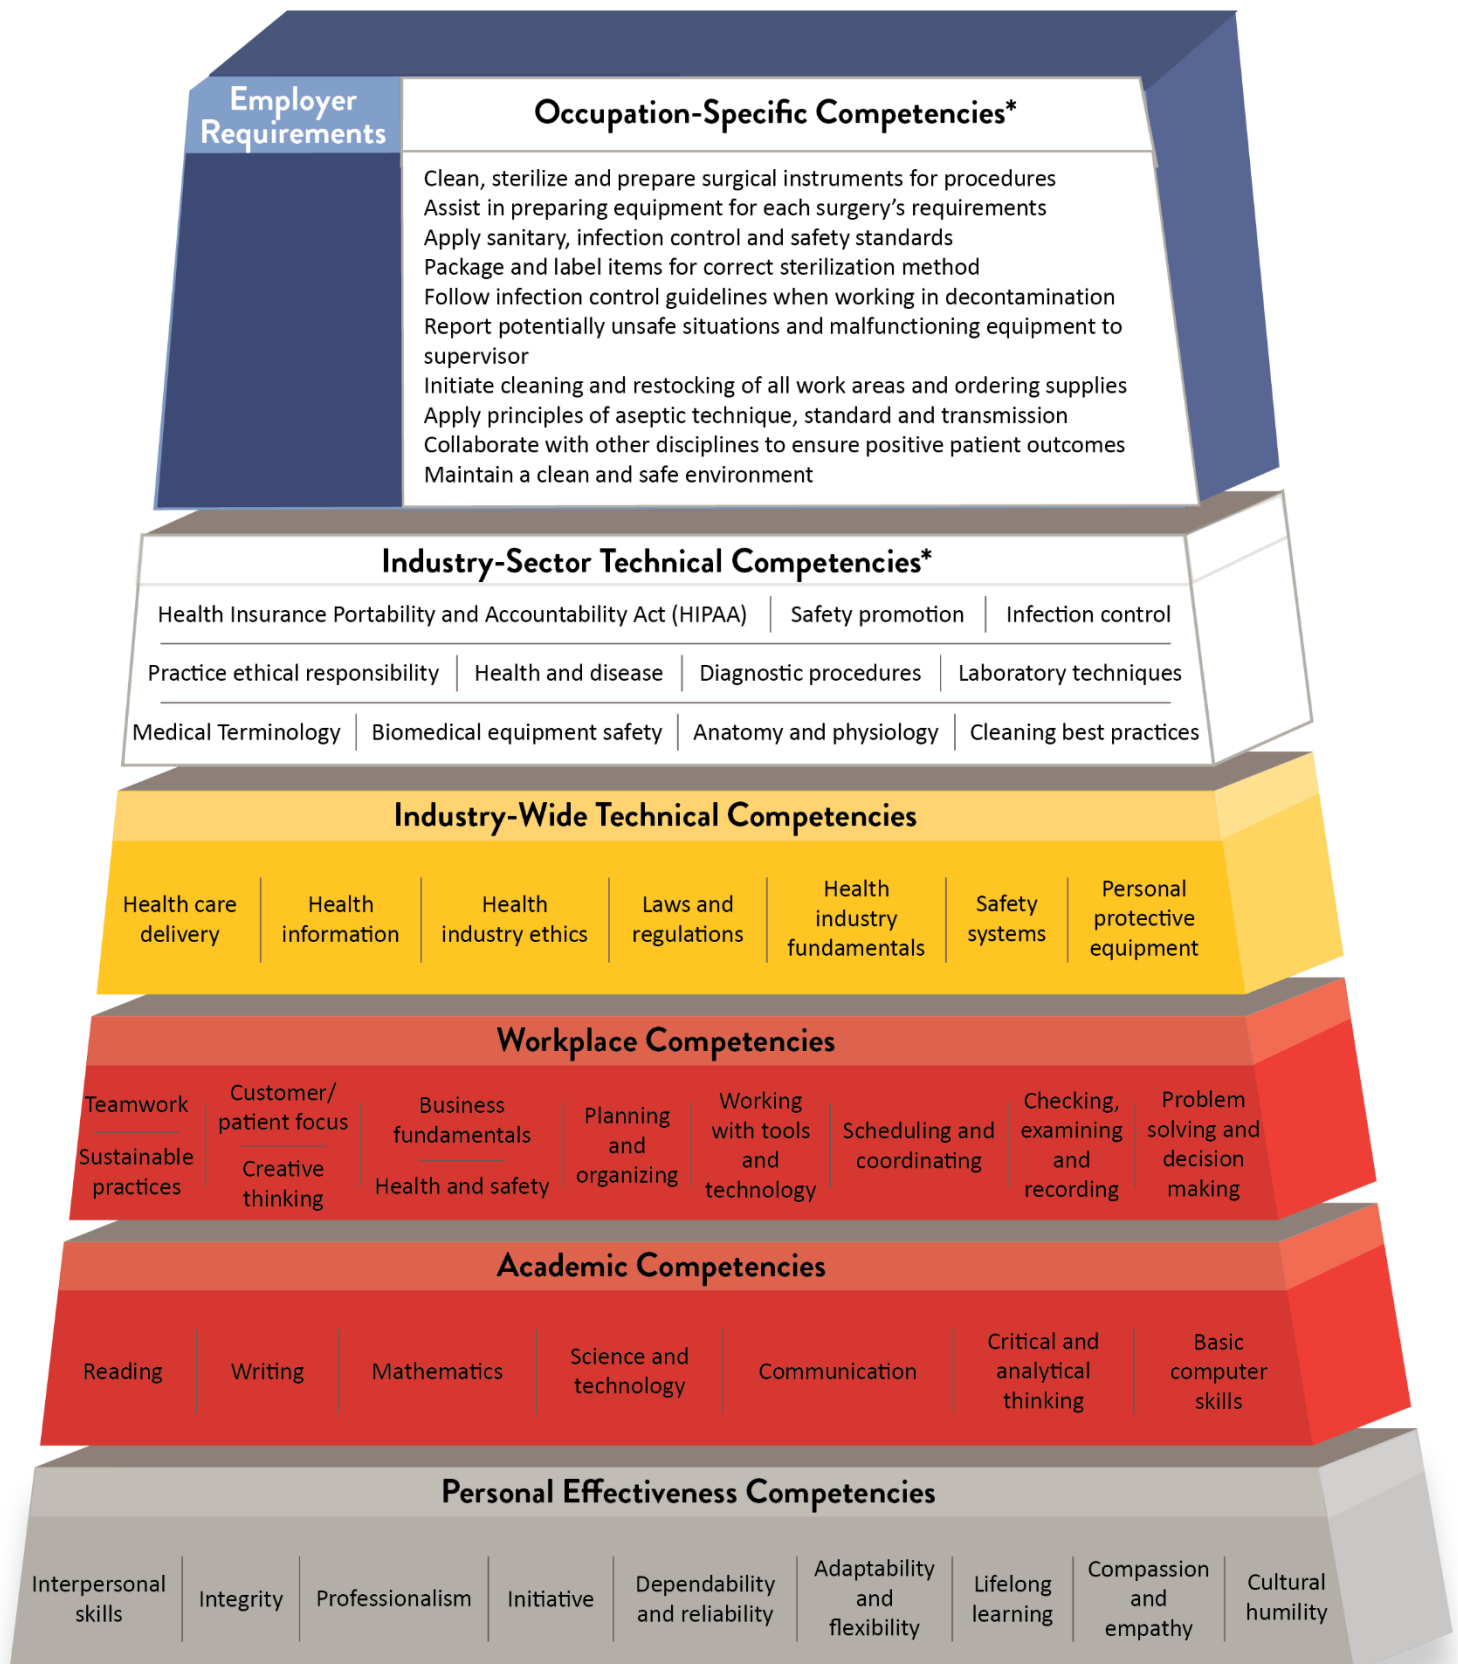 Employer
Requirements
Occupation-Specific Competencies*
Clean, sterilize and prepare surgical instruments for procedures
Assist in preparing equipment for each surgery’s requirements
Apply sanitary, infection control and safety standards
Package and label items for correct sterilization method
Follow infection control guidelines when working in decontamination
Report potentially unsafe situations and malfunctioning equipment to
supervisor
Initiate cleaning and restocking of all work areas and ordering supplies
Apply principles of aseptic technique, standard and transmission
Collaborate with other disciplines to ensure positive patient outcomes
Maintain a clean and safe environment
Industry-Sector Technical Competencies*
Health Insurance Portability and Accountability Act (HIPAA)
Safety promotion
Infection control
Practice ethical responsibility
Health and disease
Diagnostic procedures
Laboratory techniques
Medical Terminology
Biomedical equipment safety
Anatomy and physiology
Cleaning best practices
Industry-Wide Technical Competencies
Health care
delivery
Health
information
Health
industry ethics
Laws and
regulations
Health
industry
fundamentals
Safety
systems
Personal
protective
equipment
Workplace Competencies
Teamwork
Sustainable
practices
Customer/
patient focus
Creative
thinking
Business
fundamentals
Health and safety
Planning
and
organizing
Working
with tools
and
technology
Scheduling and
coordinating
Checking,
examining
and
recording
Problem
solving and
decision
making
Academic Competencies
Reading
Writing
Mathematics
Science and
technology
Communication
Critical and
analytical
thinking
Basic
computer
skills
Personal Effectiveness Competencies
Interpersonal
skills
Integrity
Professionalism
Initiative
Dependability
and reliability
Adaptability
and
flexibility
Lifelong
learning
Compassion
and
empathy
Cultural
humility